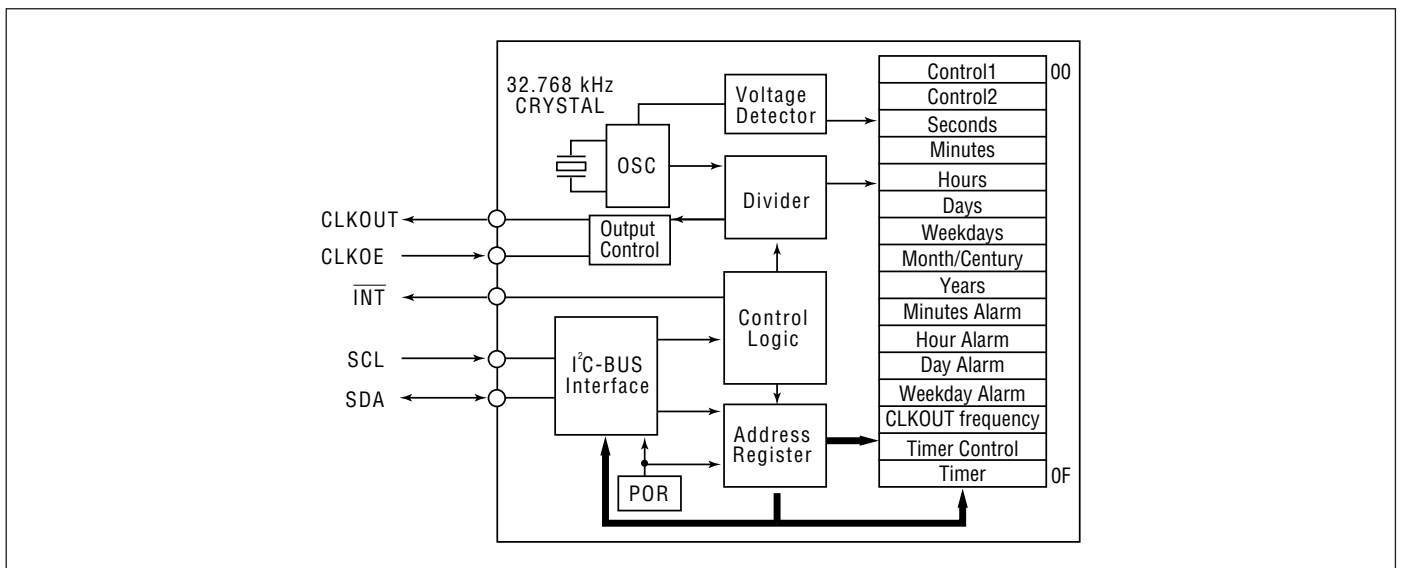 32.768 kHz
CRYSTAL
OSC
Voltage
Detector
Divider
Output
Control
CLKOUT
CLKOE
INT
Control
Logic
SCL
SDA
I²C-BUS
Interface
Address
Register
POR
Control1
00
Control2
Seconds
Minutes
Hours
Days
Weekdays
Month/Century
Years
Minutes Alarm
Hour Alarm
Day Alarm
Weekday Alarm
CLKOUT frequency
Timer Control
Timer
0F